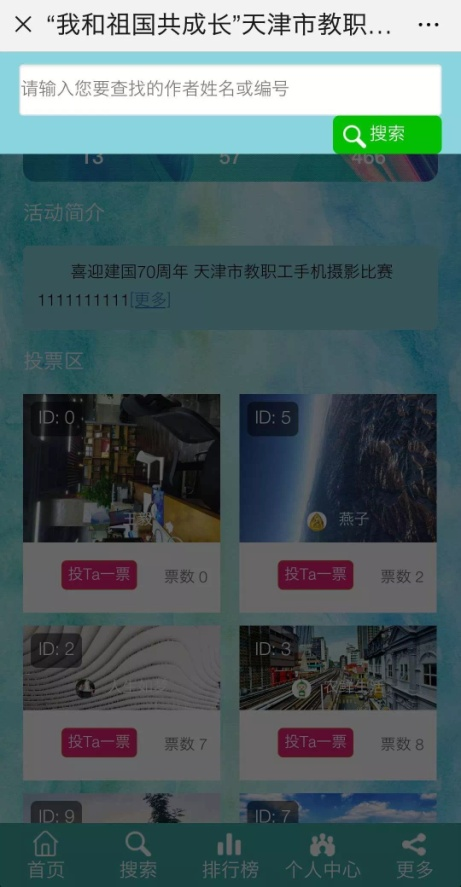 “我和祖国共成长”天津市教职...
请输入您要查找的作者姓名或编号
搜索
13 57 466
活动简介
喜迎建国70周年 天津市教职工手机摄影比赛
1111111111[更多]
投票区
ID: 0
ID: 5
燕子
投Ta一票 票数 0
投Ta一票 票数 2
ID: 2
ID: 3
投Ta一票 票数 7
投Ta一票 票数 8
ID: 9
ID: 7
首页 搜索 排行榜 个人中心 更多